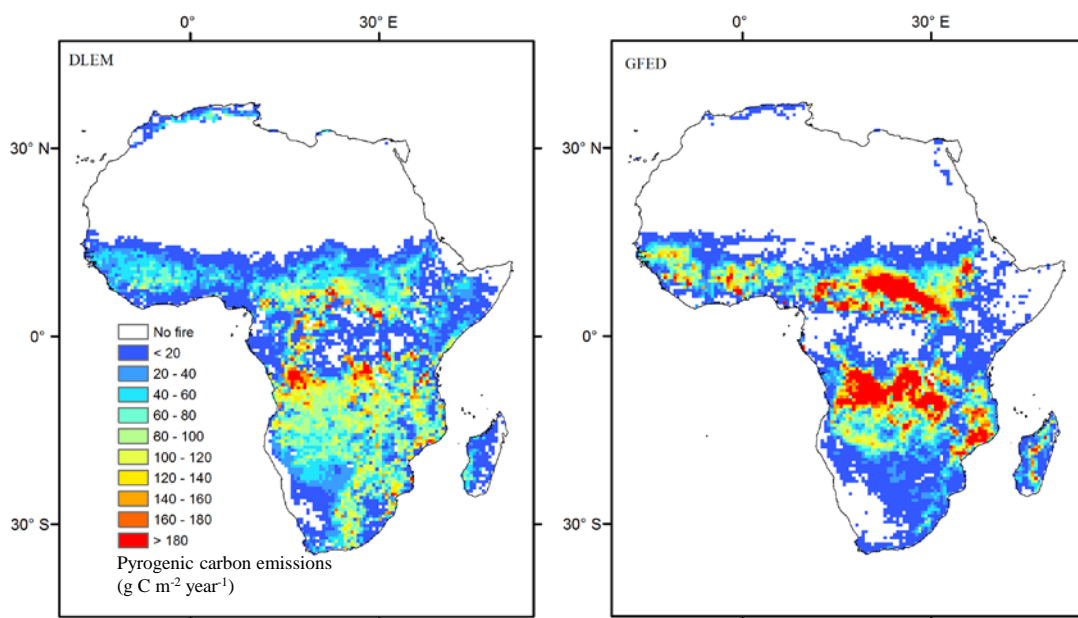 0°
30° E
0°
30° E
DLEM
GFED
30° N
30° N
0°
0°
No fire
< 20
20 - 40
40 - 60
60 - 80
80 - 100
100 - 120
120 - 140
140 - 160
160 - 180
> 180
30° S
30° S
Pyrogenic carbon emissions
(g C m⁻² year⁻¹)